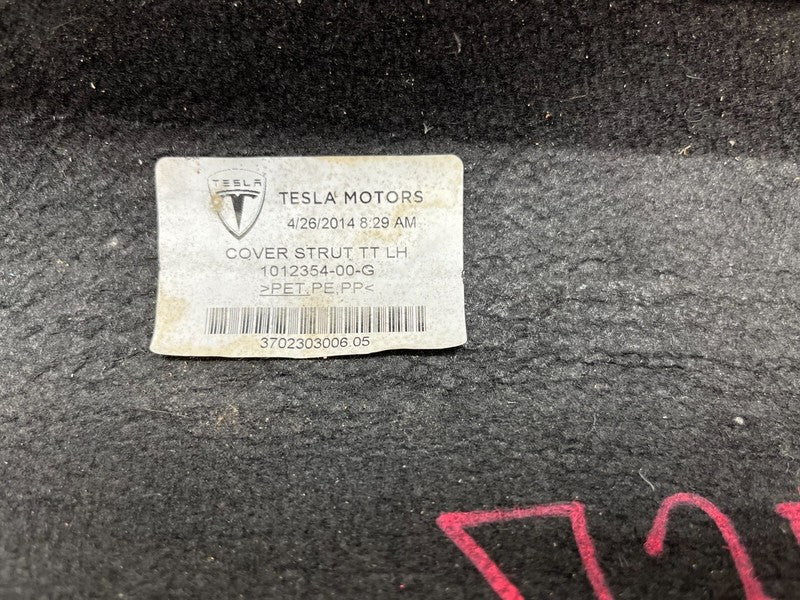 TESLA
TESLA MOTORS
4/26/2014 8:29 AM
COVER STRUT TT LH
1012354-00-G
>PET.PE.PP<
3702303006.05